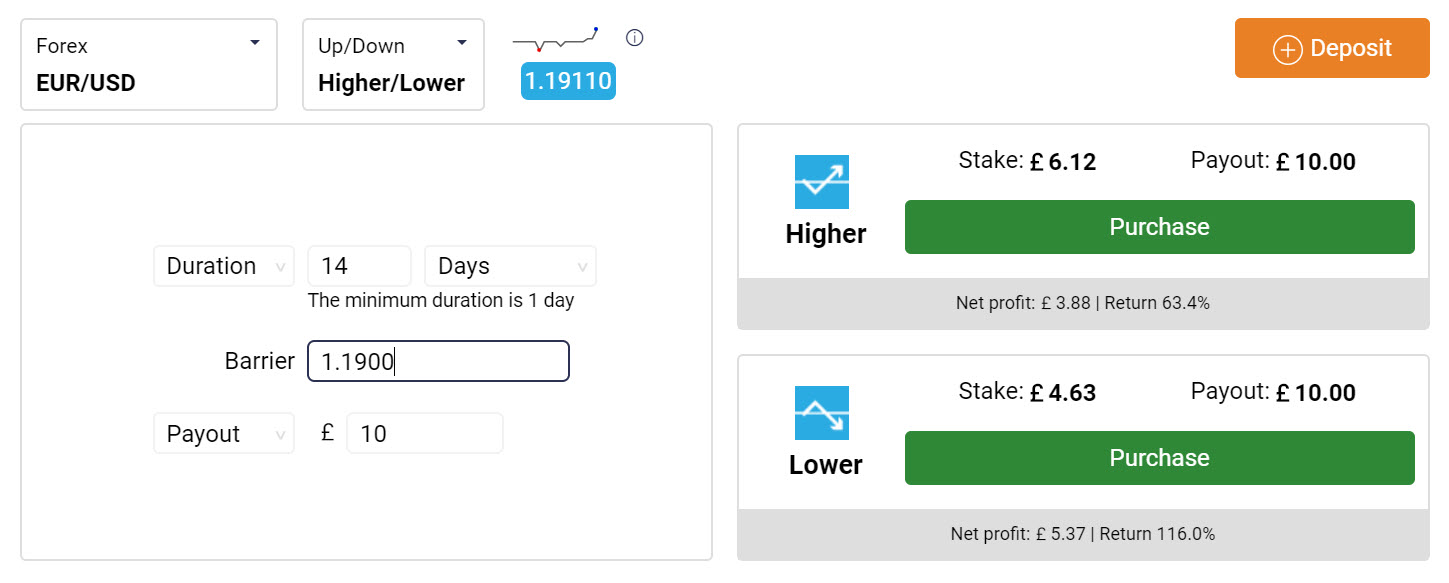 Forex
EUR/USD
Up/Down
Higher/Lower
1.19110
Deposit
Duration
14
Days
The minimum duration is 1 day
Barrier
1.1900
Payout
£
10
Stake: £ 6.12
Payout: £ 10.00
Higher
Purchase
Net profit: £ 3.88 | Return 63.4%
Stake: £ 4.63
Payout: £ 10.00
Lower
Purchase
Net profit: £ 5.37 | Return 116.0%